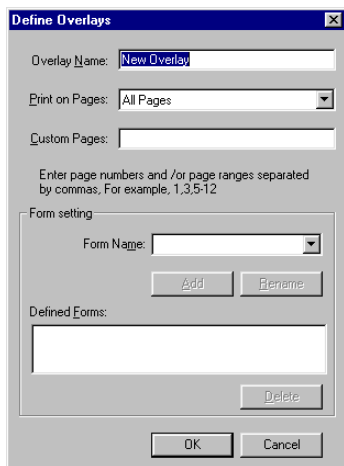 Define Overlays
Overlay Name: New Overlay
Print on Pages: All Pages
Custom Pages:
Enter page numbers and /or page ranges separated
by commas, For example, 1,3,5-12
Form setting
Form Name:
Add Rename
Defined Forms:
Delete
OK Cancel